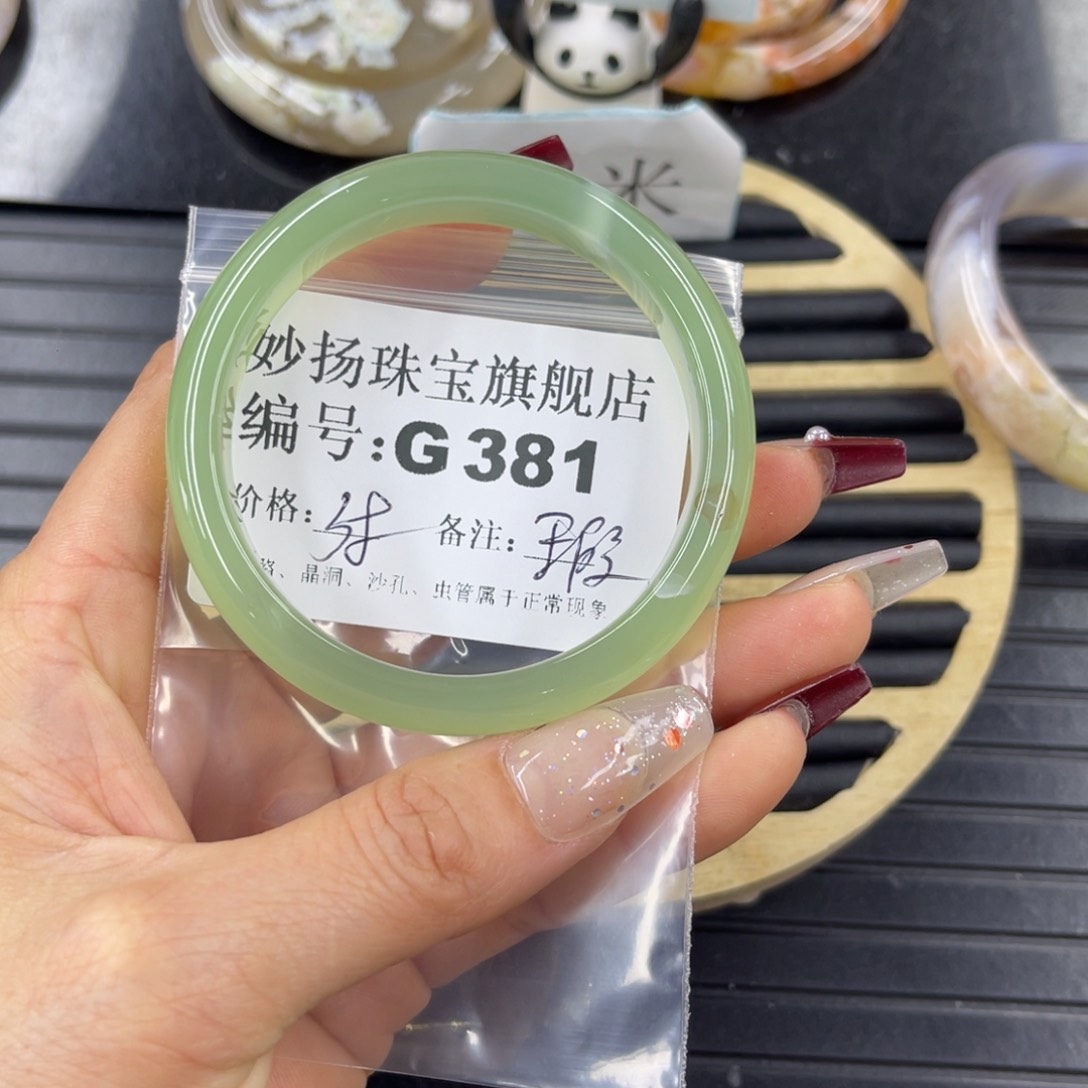 米
妙扬珠宝旗舰店
编号:G381
价格: 备注:
晶洞、沙孔、虫管属于正常现象